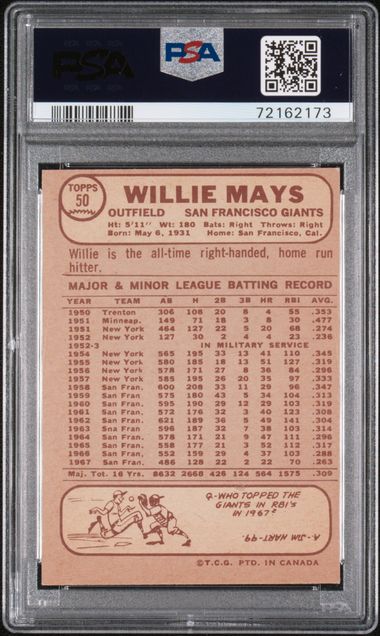 PSA
PSA
72162173
TOPPS
50
WILLIE MAYS
OUTFIELD SAN FRANCISCO GIANTS
Ht: 5'11" Wt: 180 Bats: Right Throws: Right
Born: May 6, 1931 Home: San Francisco, Cal.
Willie is the all-time right-handed, home run
hitter.
MAJOR & MINOR LEAGUE BATTING RECORD
YEAR TEAM AB H 2B 3B HR RBI AVG.
1950 Trenton 306 108 20 8 4 55 .353
1951 Minneap. 149 71 18 3 8 30 .477
1951 New York 464 127 22 5 20 68 .274
1952 New York 127 30 2 4 4 23 .236
1952-3 IN MILITARY SERVICE
1954 New York 565 195 33 13 41 110 .345
1955 New York 580 185 18 13 51 127 .319
1956 New York 578 171 27 8 36 84 .296
1957 New York 585 195 26 20 35 97 .333
1958 San Fran. 600 208 33 11 29 96 .347
1959 San Fran. 575 180 43 5 34 104 .313
1960 San Fran. 595 190 29 12 29 103 .319
1961 San Fran. 572 176 32 3 40 123 .308
1962 San Fran. 621 189 36 5 49 141 .304
1963 Sna Fran. 596 187 32 7 38 103 .314
1964 San Fran. 578 171 21 9 47 111 .296
1965 San Fran. 558 177 21 3 52 112 .317
1966 San Fran. 552 159 29 4 37 103 .288
1967 San Fran. 486 128 22 2 22 70 .263
Maj. Tot. 16 Yrs. 8632 2668 426 124 564 1575 .309
Q-WHO TOPPED THE
GIANTS IN RBI'S
IN 1967?
A- JIM HART-99.
©T.C.G. PTD. IN CANADA